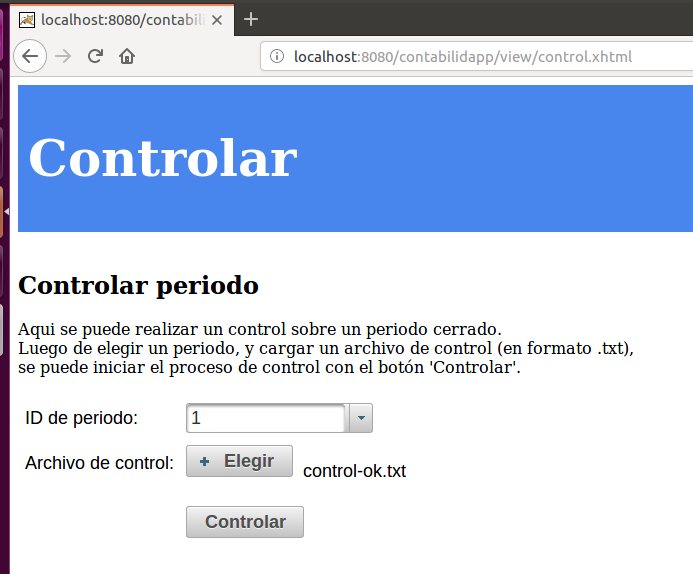 localhost:8080/contabili
localhost:8080/contabilidapp/view/control.xhtml
Controlar
Controlar periodo
Aqui se puede realizar un control sobre un periodo cerrado.
Luego de elegir un periodo, y cargar un archivo de control (en formato .txt),
se puede iniciar el proceso de control con el botón 'Controlar'.
ID de periodo: 1
Archivo de control: Elegir control-ok.txt
Controlar